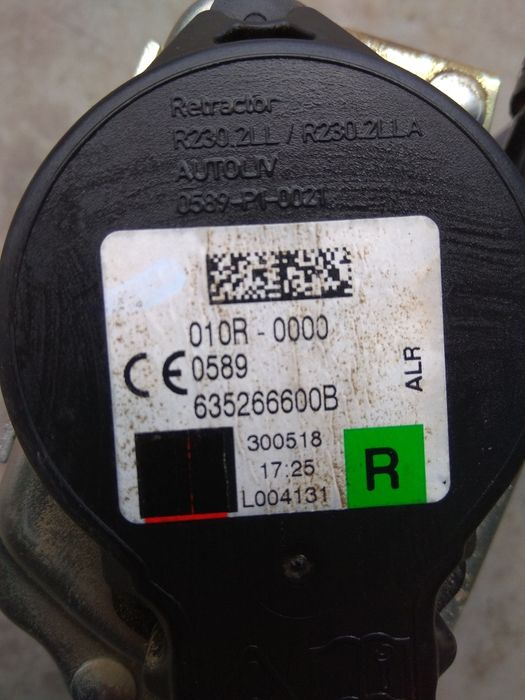 Retractor
R230.2LL / R230.2LLA
AUTOLIV
0589-P1-0021
010R - 0000
CE 0589
635266600B
ALR
300518
17:25
L004131
R